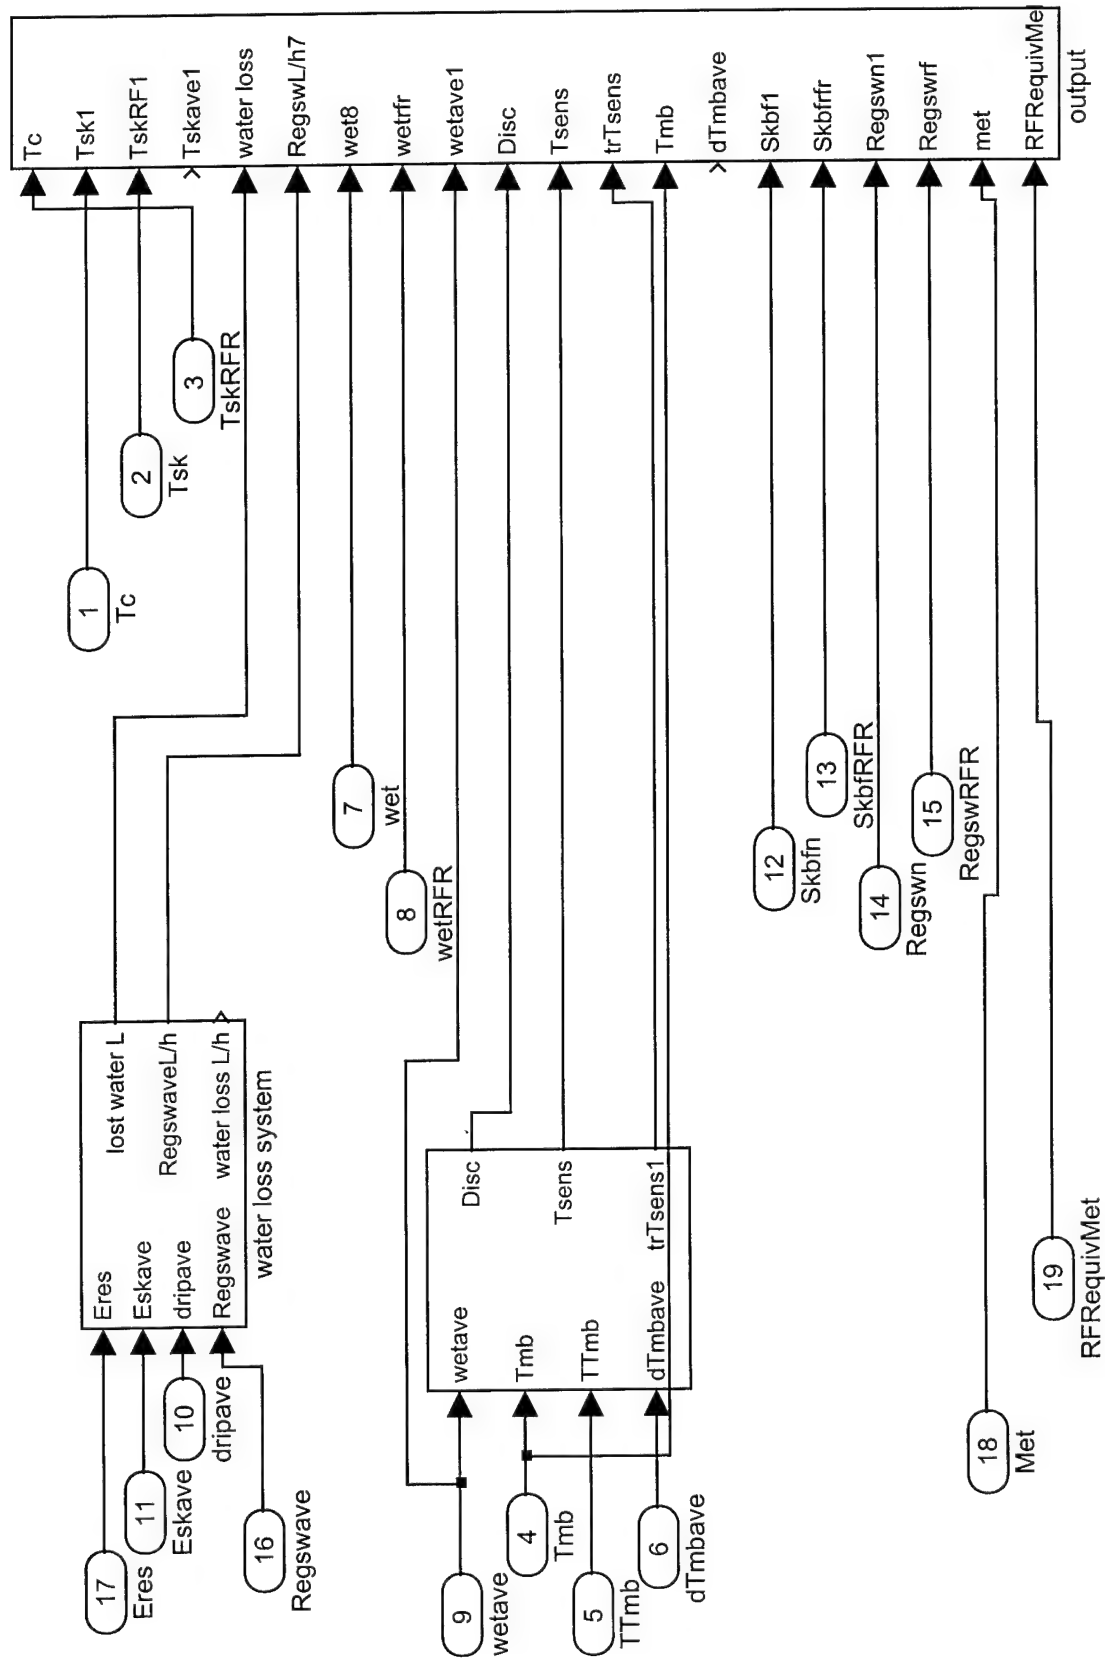 17
Eres
11
Eskave
10
dripave
16
Regswave
Eres
Eskave
dripave
Regswave
lost water L
RegswaveL/h
water loss L/h
water loss system
9
wetave
4
Tmb
5
TTmb
6
dTmbave
wetave
Tmb
TTmb
dTmbave
Disc
Tsens
trTsens1
1
Tc
2
Tsk
3
TskRFR
7
wet
8
wetRFR
12
Skbfn
13
SkbfRFR
14
Regswn
15
RegswRFR
18
Met
19
RFRequivMet
Tc
Tsk1
TskRF1
Tskave1
water loss
RegswL/h7
wet8
wetrfr
wetave1
Disc
Tsens
trTsens
Tmb
dTmbave
Skbf1
Skbfrfr
Regswn1
Regswrf
met
RFRequivMe
output